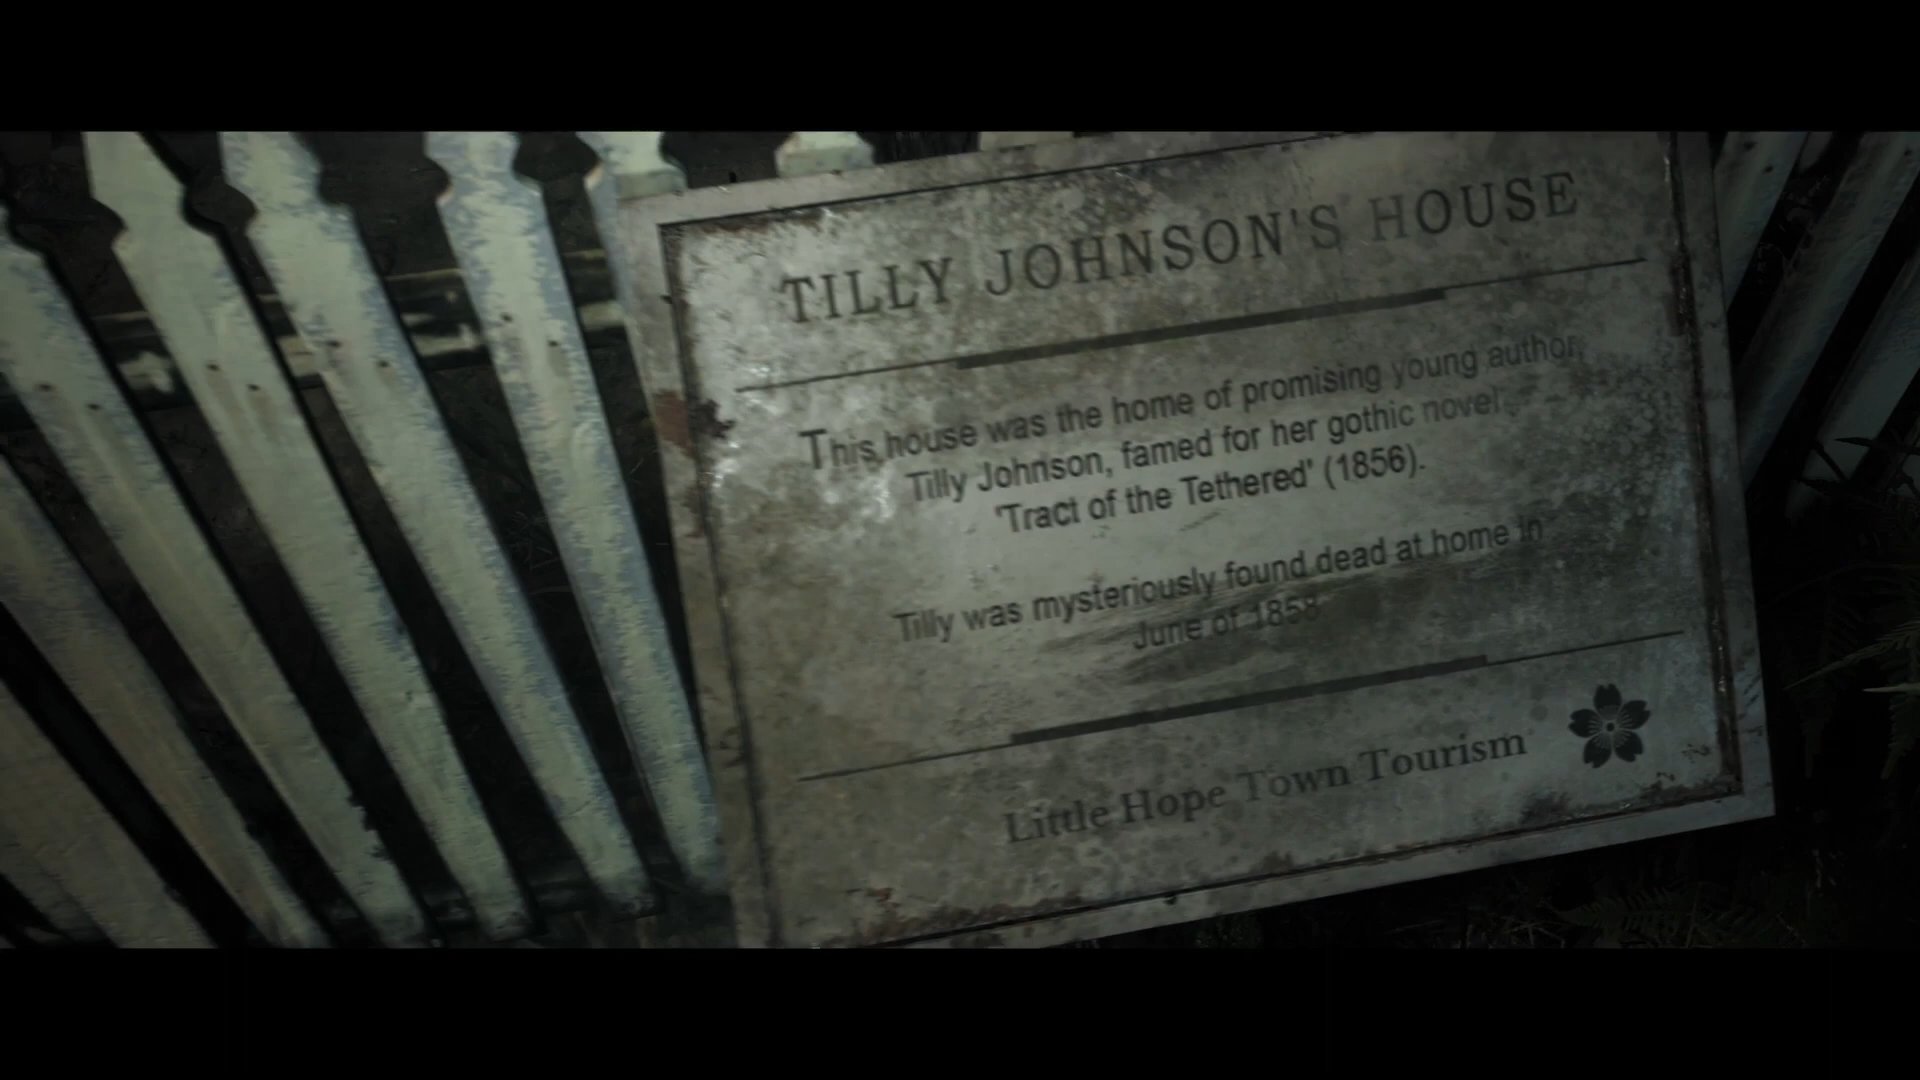 TILLY JOHNSON'S HOUSE
This house was the home of promising young author,
Tilly Johnson, famed for her gothic novel,
'Tract of the Tethered' (1856).
Tilly was mysteriously found dead at home in
June of 1858
Little Hope Town Tourism